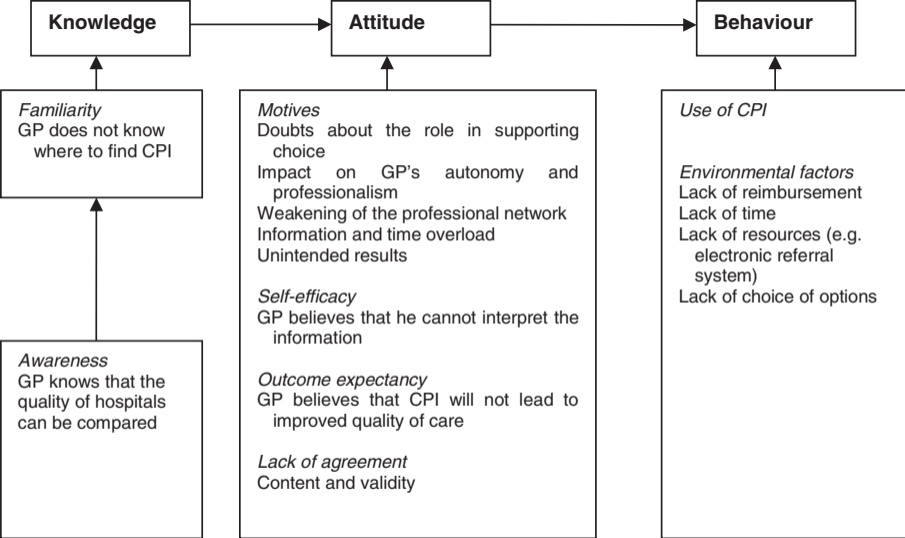 Knowledge
Attitude
Behaviour
Familiarity
GP does not know
where to find CPI
Awareness
GP knows that the
quality of hospitals
can be compared
Motives
Doubts about the role in supporting
choice
Impact on GP's autonomy and
professionalism
Weakening of the professional network
Information and time overload
Unintended results
Self-efficacy
GP believes that he cannot interpret the
information
Outcome expectancy
GP believes that CPI will not lead to
improved quality of care
Lack of agreement
Content and validity
Use of CPI
Environmental factors
Lack of reimbursement
Lack of time
Lack of resources (e.g.
electronic referral
system)
Lack of choice of options